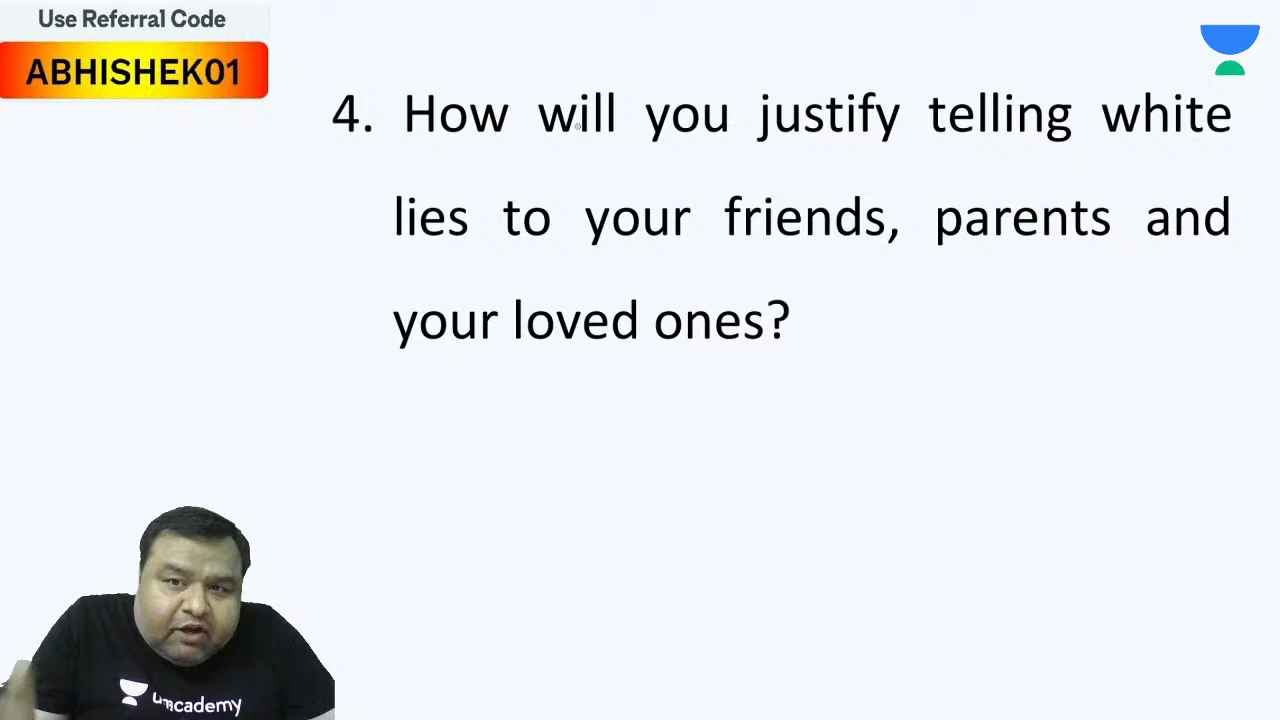 Use Referral Code
ABHISHEK01
4. How will you justify telling white
lies to your friends, parents and
your loved ones?
unacademy